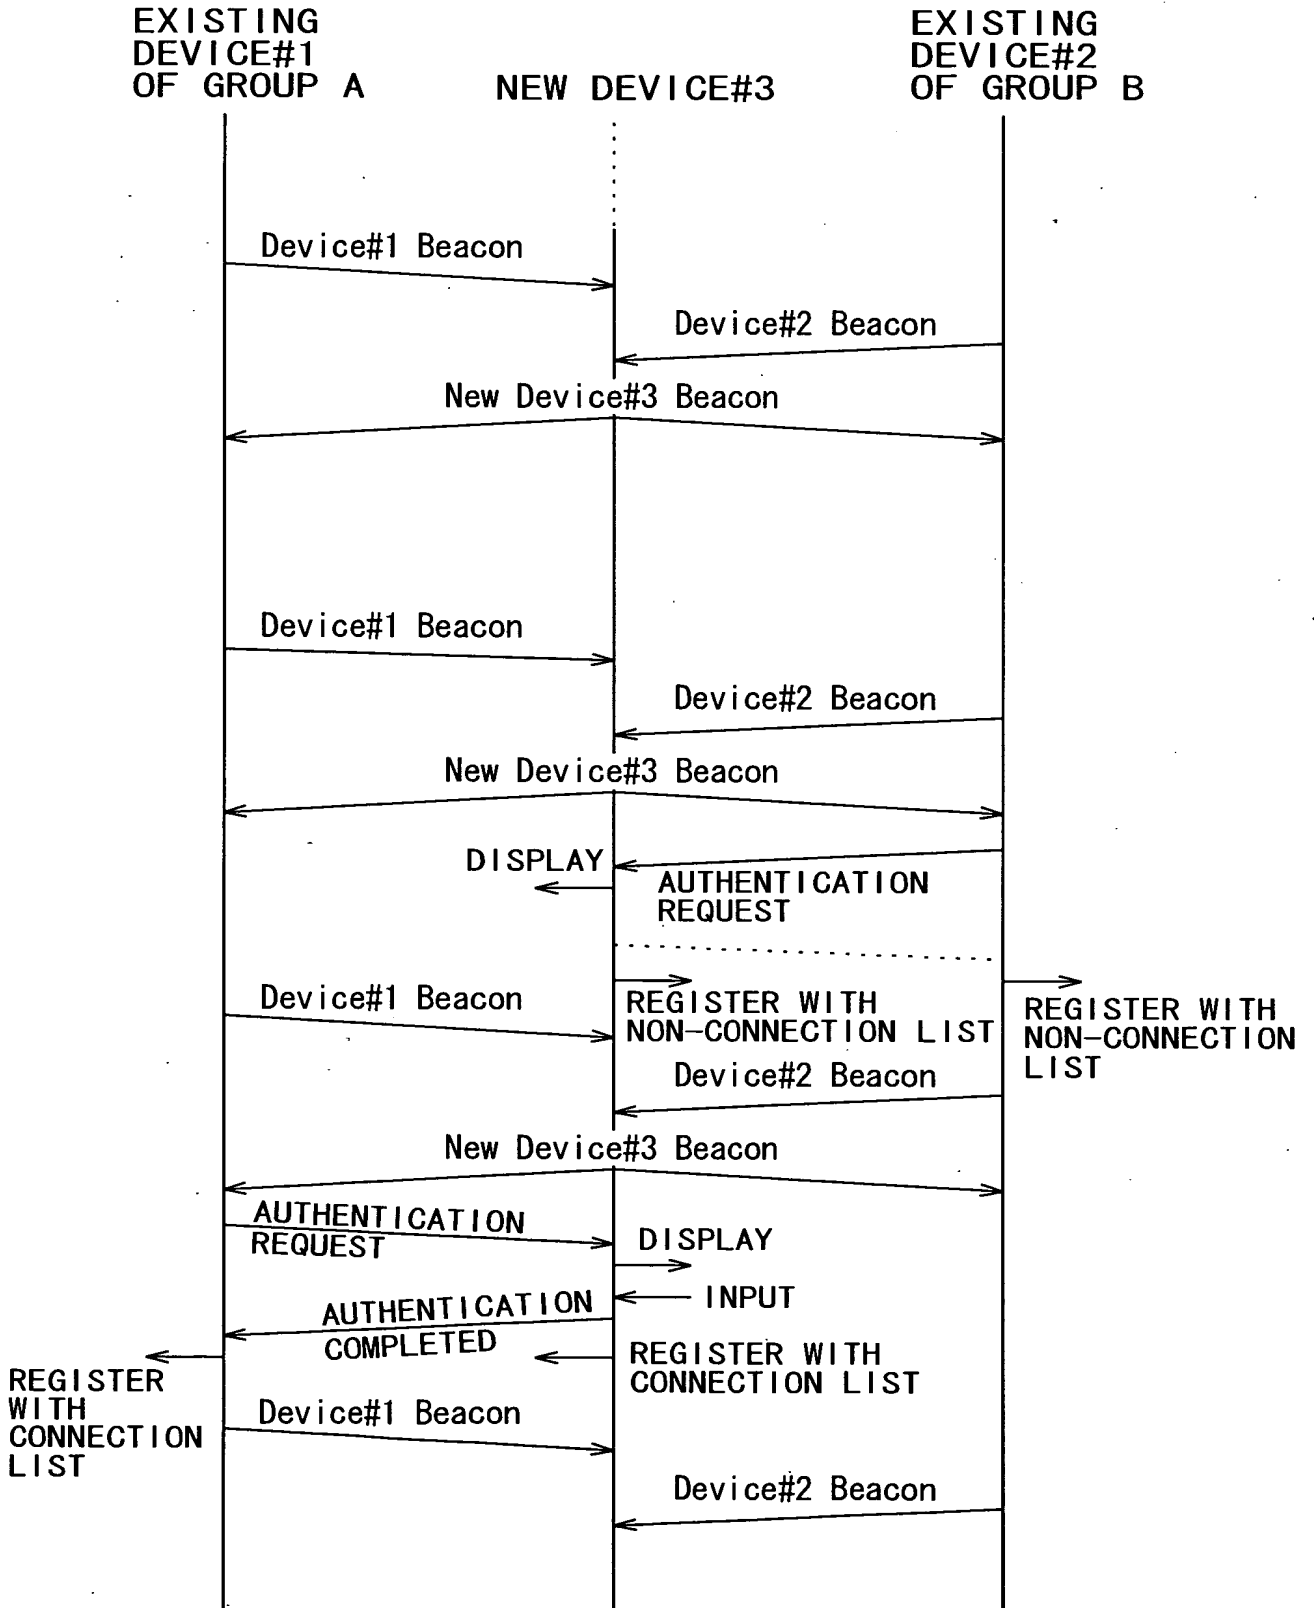 EXISTING
DEVICE#1
OF GROUP A
NEW DEVICE#3
EXISTING
DEVICE#2
OF GROUP B
Device#1 Beacon
Device#2 Beacon
New Device#3 Beacon
Device#1 Beacon
Device#2 Beacon
New Device#3 Beacon
DISPLAY
AUTHENTICATION
REQUEST
Device#1 Beacon
REGISTER WITH
NON-CONNECTION LIST
REGISTER WITH
NON-CONNECTION
LIST
Device#2 Beacon
New Device#3 Beacon
AUTHENTICATION
REQUEST
DISPLAY
INPUT
AUTHENTICATION
COMPLETED
REGISTER WITH
CONNECTION LIST
REGISTER
WITH
CONNECTION
LIST
Device#1 Beacon
Device#2 Beacon